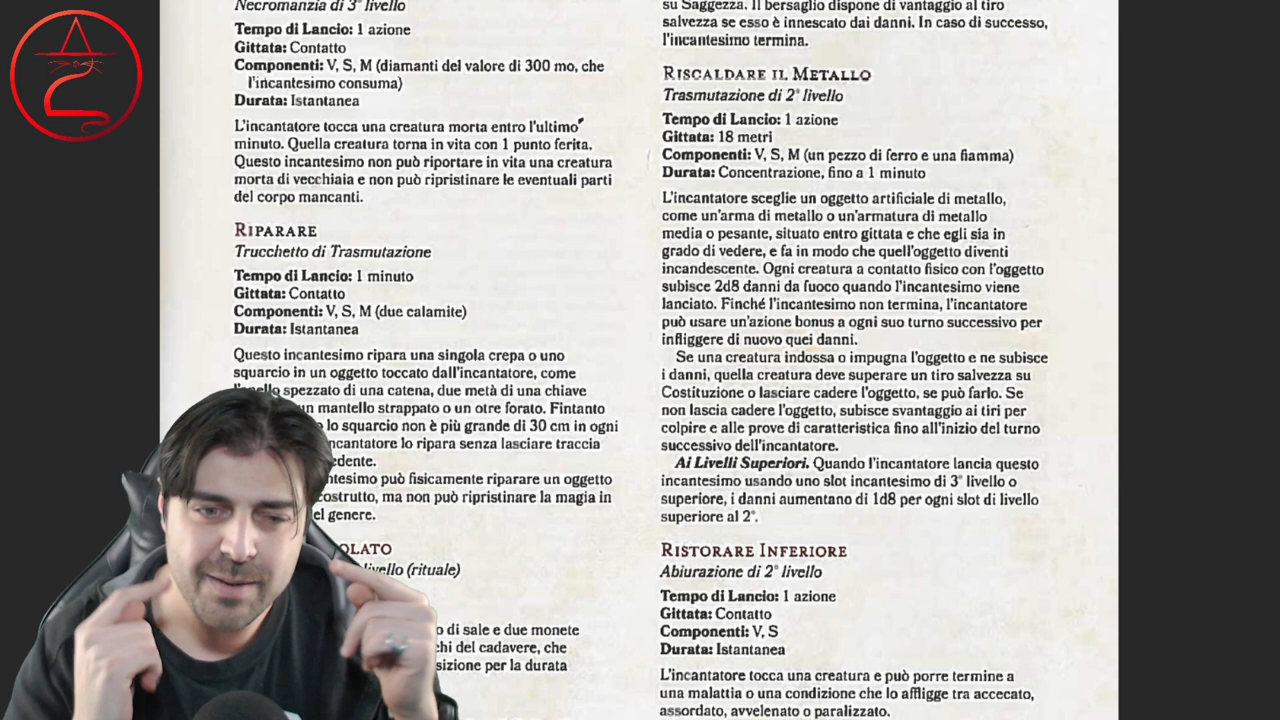 Necromanzia di 3° livello
Tempo di Lancio: 1 azione
Gittata: Contatto
Componenti: V, S, M (diamanti del valore di 300 mo, che
l'incantesimo consuma)
Durata: Istantanea
L'incantatore tocca una creatura morta entro l'ultimo
minuto. Quella creatura torna in vita con 1 punto ferita.
Questo incantesimo non può riportare in vita una creatura
morta di vecchiaia e non può ripristinare le eventuali parti
del corpo mancanti.
RIPARARE
Trucchetto di Trasmutazione
Tempo di Lancio: 1 minuto
Gittata: Contatto
Componenti: V, S, M (due calamite)
Durata: Istantanea
Questo incantesimo ripara una singola crepa o uno
squarcio in un oggetto toccato dall'incantatore, come
l'anello spezzato di una catena, due metà di una chiave
un mantello strappato o un otre forato. Fintanto
lo squarcio non è più grande di 30 cm in ogni
incantatore lo ripara senza lasciare traccia
edente.
ntesimo può fisicamente riparare un oggetto
costrutto, ma non può ripristinare la magia in
el genere.
OLATO
livello (rituale)
o di sale e due monete
chi del cadavere, che
sizione per la durata
su Saggezza. Il bersaglio dispone di vantaggio al tiro
salvezza se esso è innescato dai danni. In caso di successo,
l'incantesimo termina.
RISCALDARE IL METALLO
Trasmutazione di 2° livello
Tempo di Lancio: 1 azione
Gittata: 18 metri
Componenti: V, S, M (un pezzo di ferro e una fiamma)
Durata: Concentrazione, fino a 1 minuto
L'incantatore sceglie un oggetto artificiale di metallo,
come un'arma di metallo o un'armatura di metallo
media o pesante, situato entro gittata e che egli sia in
grado di vedere, e fa in modo che quell'oggetto diventi
incandescente. Ogni creatura a contatto fisico con l'oggetto
subisce 2d8 danni da fuoco quando l'incantesimo viene
lanciato. Finché l'incantesimo non termina, l'incantatore
può usare un'azione bonus a ogni suo turno successivo per
infliggere di nuovo quei danni.
Se una creatura indossa o impugna l'oggetto e ne subisce
i danni, quella creatura deve superare un tiro salvezza su
Costituzione o lasciare cadere l'oggetto, se può farlo. Se
non lascia cadere l'oggetto, subisce svantaggio ai tiri per
colpire e alle prove di caratteristica fino all'inizio del turno
successivo dell'incantatore.
Ai Livelli Superiori. Quando l'incantatore lancia questo
incantesimo usando uno slot incantesimo di 3° livello o
superiore, i danni aumentano di 1d8 per ogni slot di livello
superiore al 2°.
RISTORARE INFERIORE
Abiurazione di 2° livello
Tempo di Lancio: 1 azione
Gittata: Contatto
Componenti: V, S
Durata: Istantanea
L'incantatore tocca una creatura e può porre termine a
una malattia o una condizione che lo affligge tra accecato,
assordato, avvelenato o paralizzato.